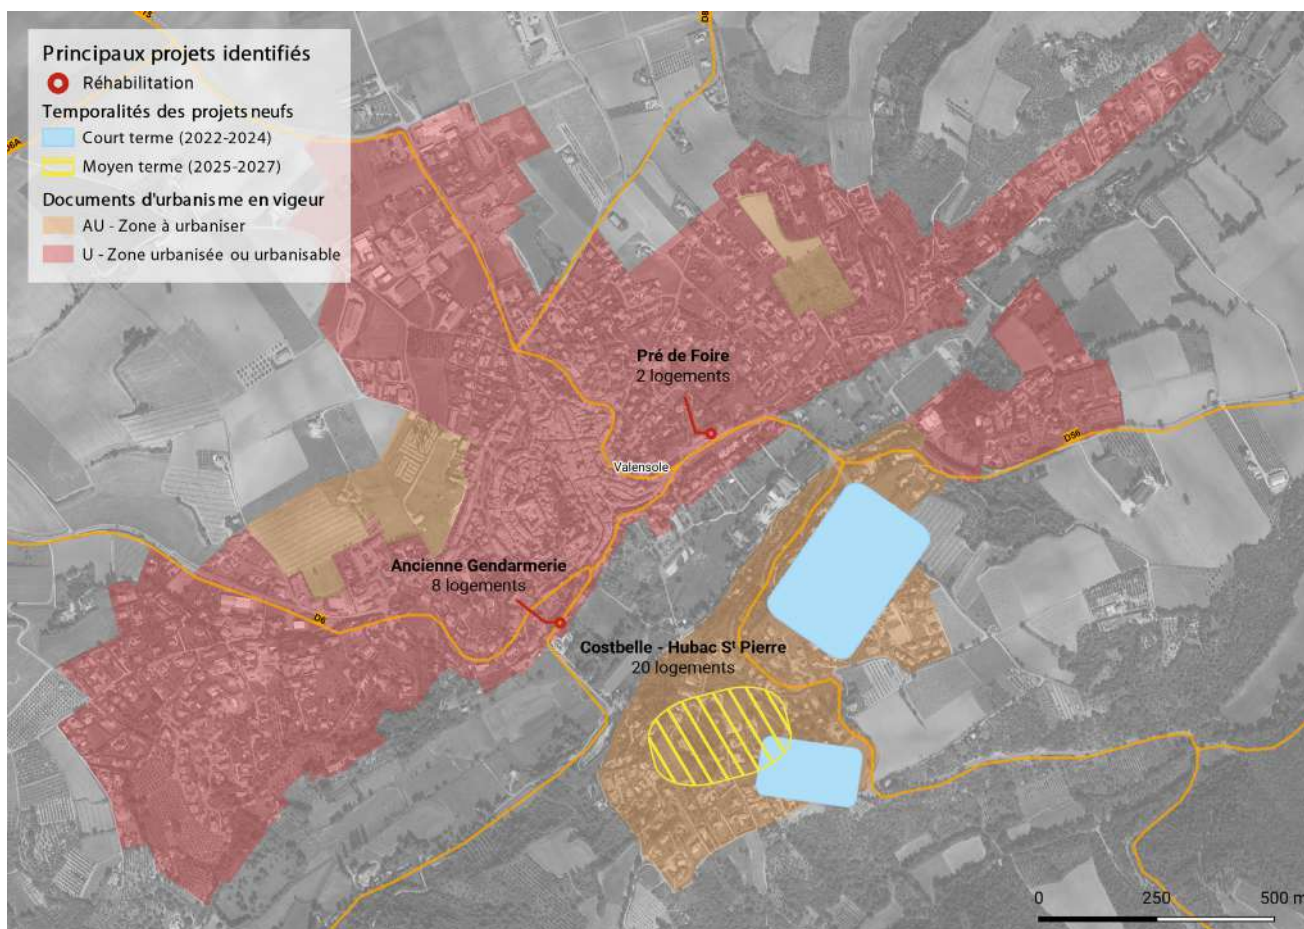 Principaux projets identifiés
Réhabilitation
Temporalités des projets neufs
Court terme (2022-2024)
Moyen terme (2025-2027)
Documents d'urbanisme en vigueur
AU - Zone à urbaniser
U - Zone urbanisée ou urbanisable
D6A
Pré de Foire
2 logements
D56
Valensole
Ancienne Gendarmerie
8 logements
D6
Costbelle - Hubac Sᵗ Pierre
20 logements
0 250 500 m